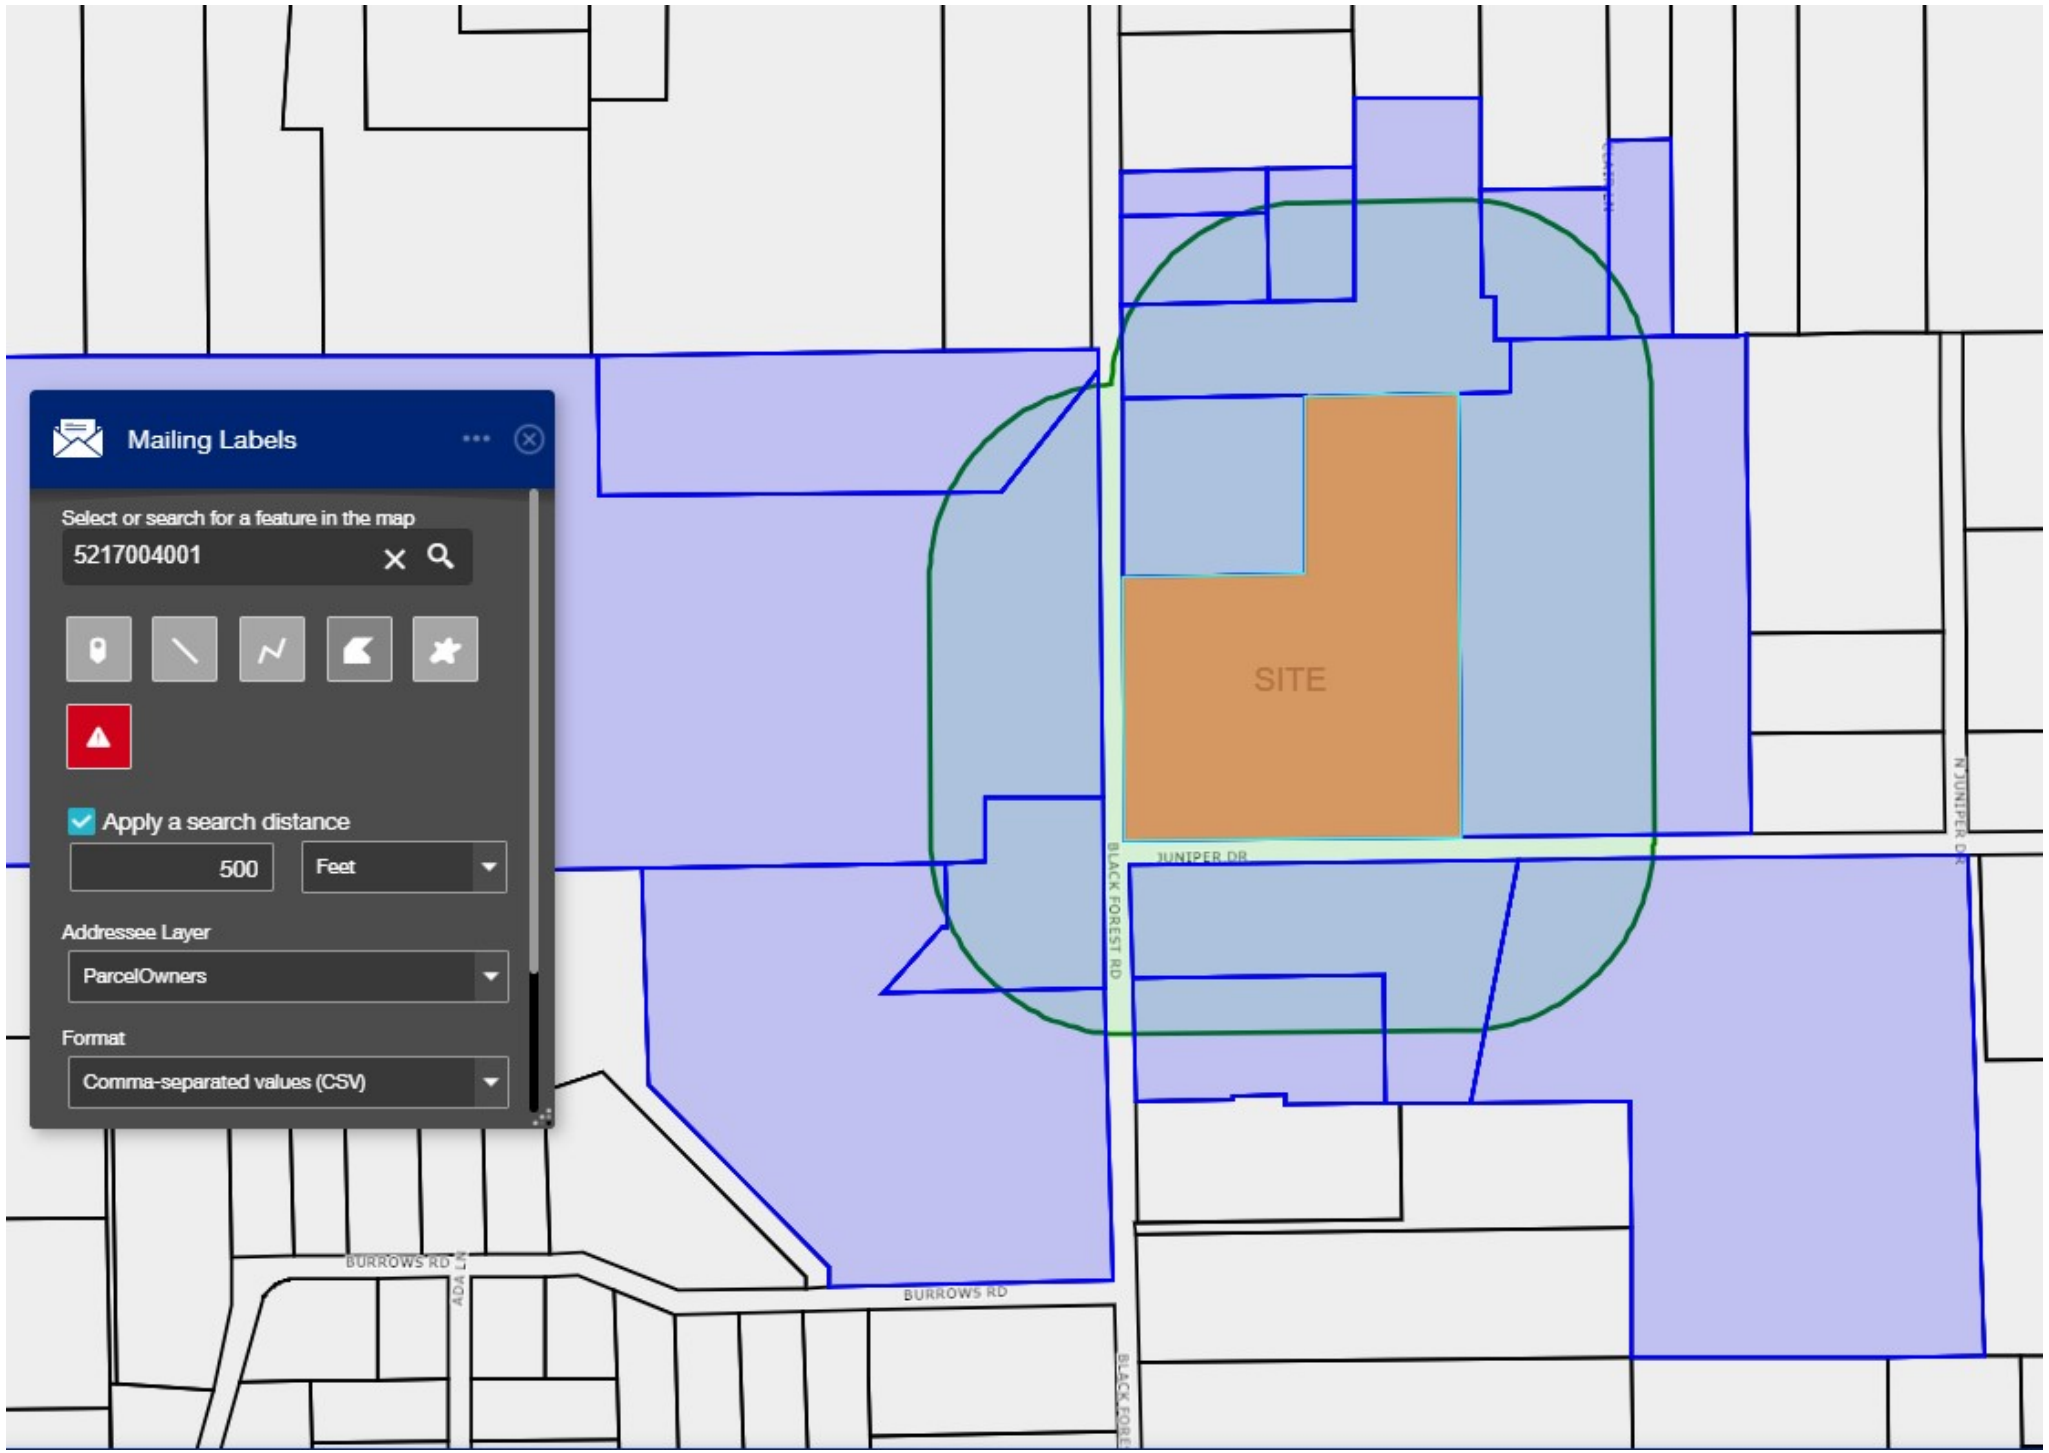 Mailing Labels
Select or search for a feature in the map
5217004001
Apply a search distance
500
Feet
Addressee Layer
ParcelOwners
Format
Comma-separated values (CSV)
SITE
JUNIPER DR
BLACK FOREST RD
N JUNIPER DR
BURROWS RD
ADA LN
BURROWS RD